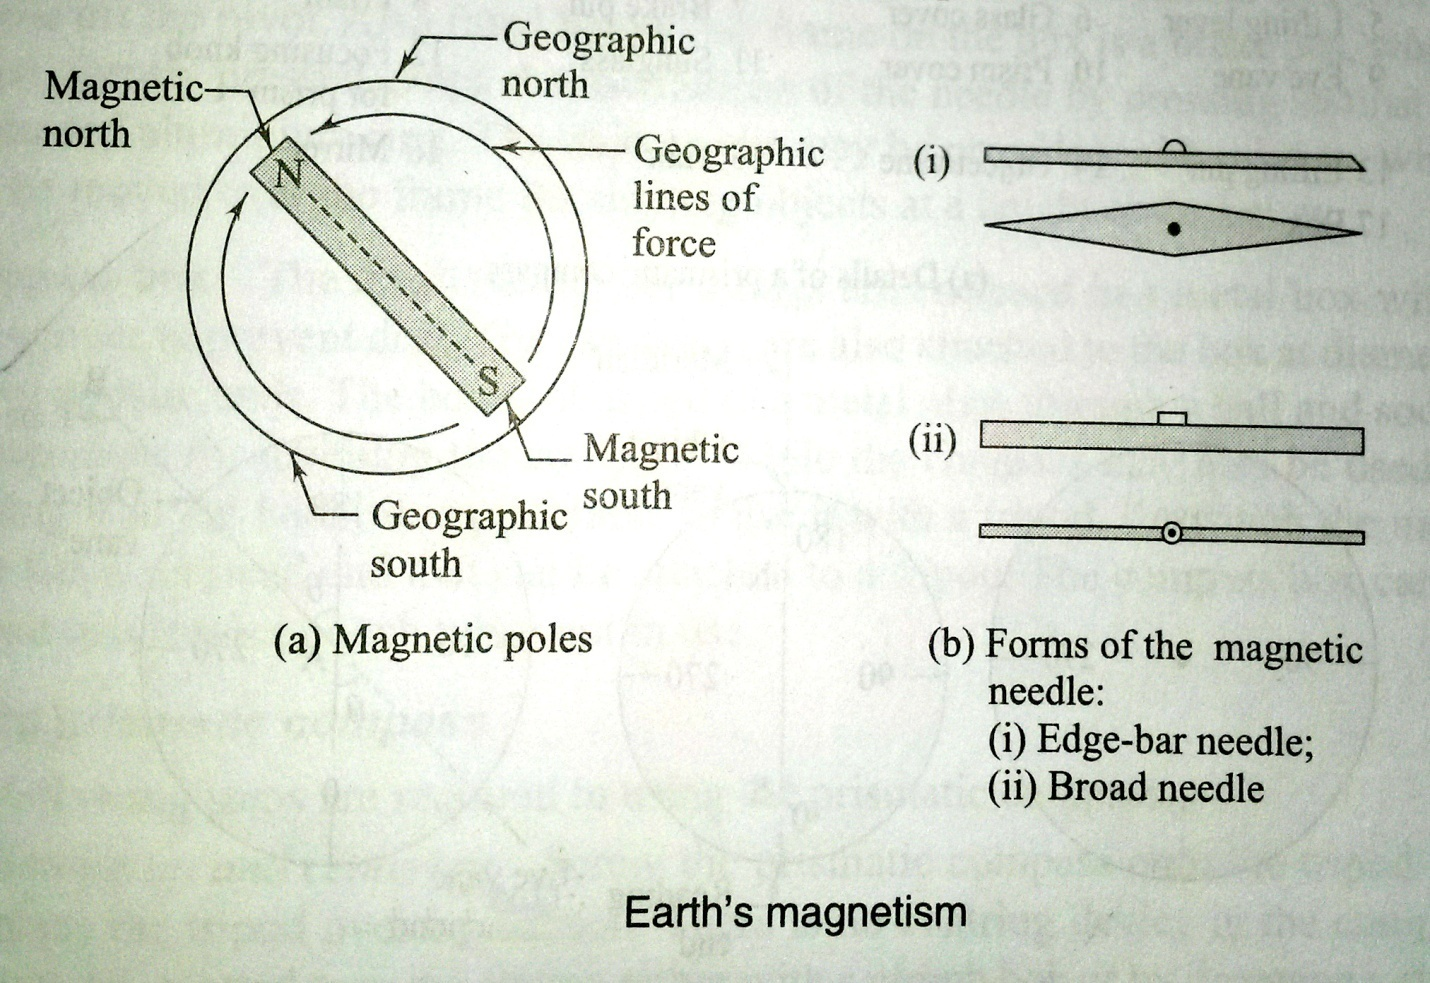 Geographic
north
Magnetic
north
N
S
Geographic
lines of
force
Magnetic
south
Geographic
south
(a) Magnetic poles
(i)
(ii)
(b) Forms of the magnetic
needle:
(i) Edge-bar needle;
(ii) Broad needle
Earth's magnetism